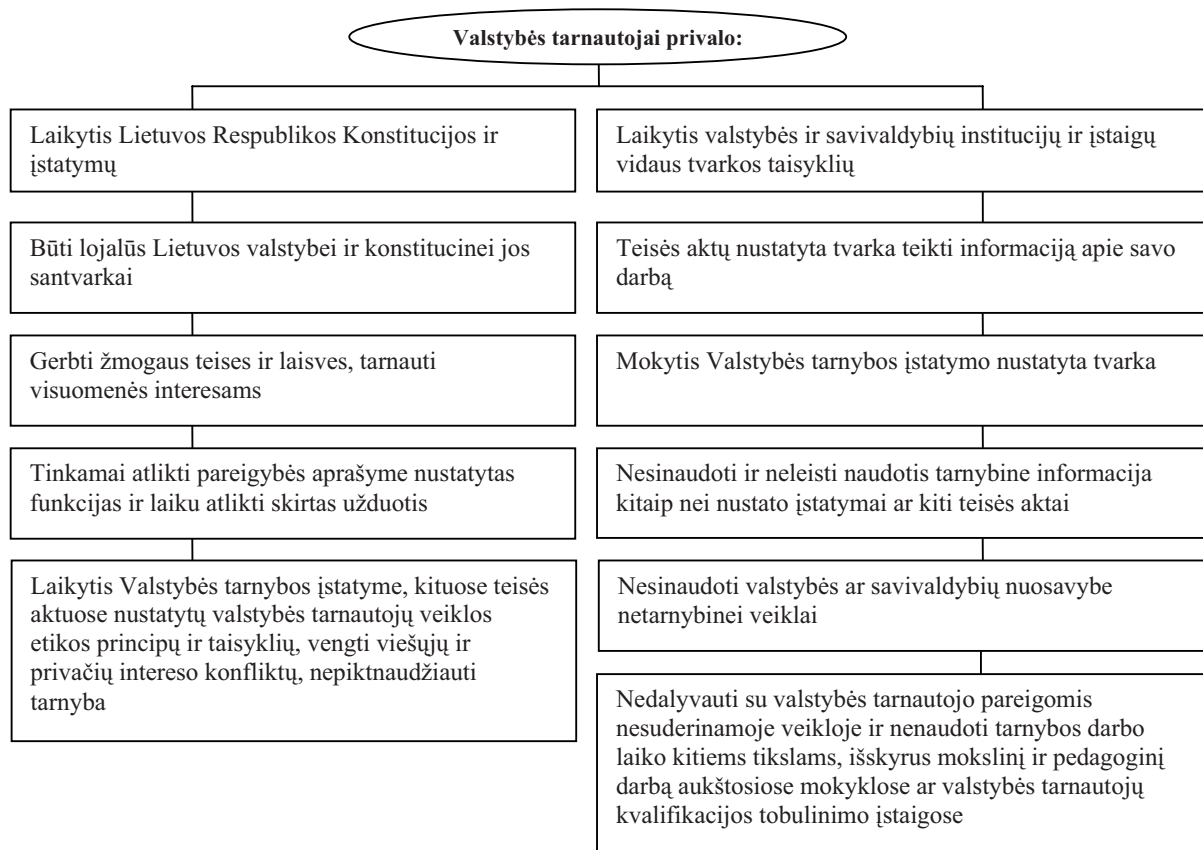 Valstybės tarnautojai privalo:
Laikytis Lietuvos Respublikos Konstitucijos ir
įstatymų
Būti lojalūs Lietuvos valstybei ir konstitucinei jos
santvarkai
Gerbti žmogaus teises ir laisves, tarnauti
visuomenės interesams
Tinkamai atlikti pareigybės aprašyme nustatytas
funkcijas ir laiku atlikti skirtas užduotis
Laikytis Valstybės tarnybos įstatyme, kituose teisės
aktuose nustatytų valstybės tarnautojų veiklos
etikos principų ir taisyklių, vengti viešųjų ir
privačių intereso konfliktų, nepiktnaudžiauti
tarnyba
Laikytis valstybės ir savivaldybių institucijų ir įstaigų
vidaus tvarkos taisyklių
Teisės aktų nustatyta tvarka teikti informaciją apie savo
darbą
Mokytis Valstybės tarnybos įstatymo nustatyta tvarka
Nesinaudoti ir neleisti naudotis tarnybine informacija
kitaip nei nustato įstatymai ar kiti teisės aktai
Nesinaudoti valstybės ar savivaldybių nuosavybe
netarnybinei veiklai
Nedalyvauti su valstybės tarnautojo pareigomis
nesuderinamoje veikloje ir nenaudoti tarnybos darbo
laiko kitiems tikslams, išskyrus mokslinį ir pedagoginį
darbą aukštosiose mokyklose ar valstybės tarnautojų
kvalifikacijos tobulinimo įstaigose